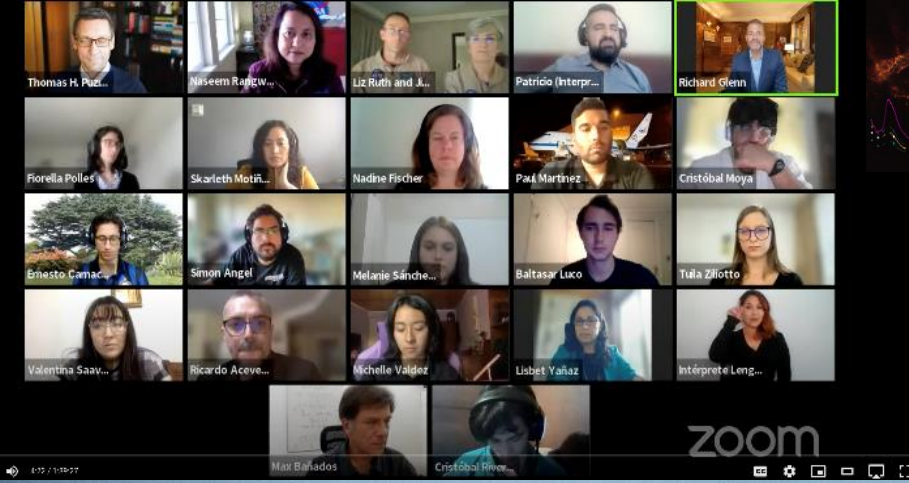 Thomas H. Puzi...
Naseem Rangw...
Liz Ruth and Ji...
Patricio (Interpr...
Richard Glenn
Fiorella Polles
Skarleth Motiñ...
Nadine Fischer
Paul Martinez
Cristóbal Moya
Ernesto Camac...
Simon Angel
Melanie Sánche...
Baltasar Luco
Tuila Ziliotto
Valentina Saav...
Ricardo Aceve...
Michelle Valdez
Lisbet Yañaz
Intérprete Leng...
Max Bañados
Cristóbal River...
zoom
CC